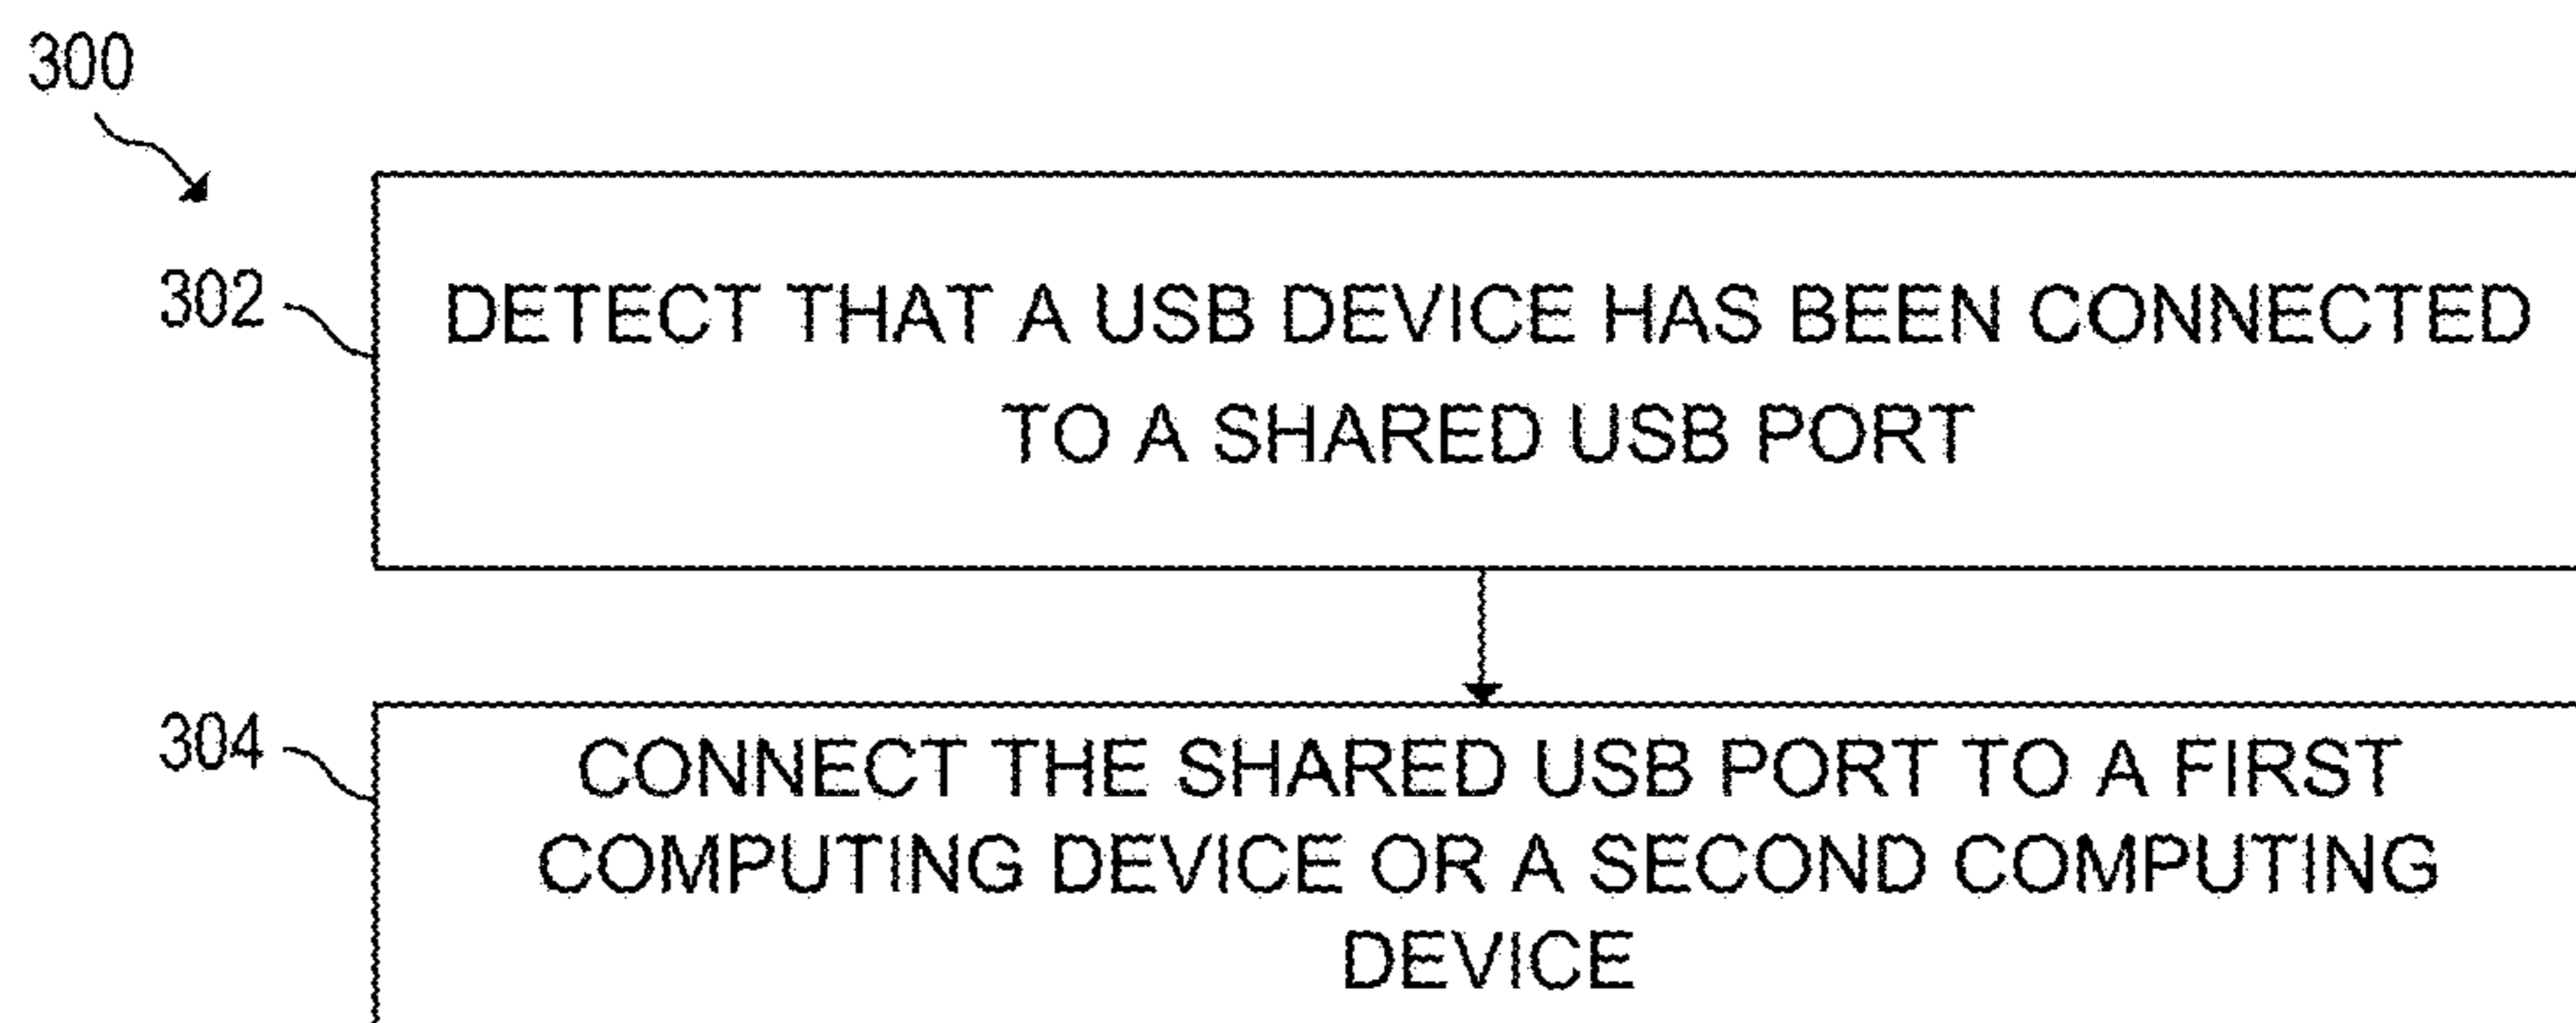 300
302
DETECT THAT A USB DEVICE HAS BEEN CONNECTED
TO A SHARED USB PORT
304
CONNECT THE SHARED USB PORT TO A FIRST
COMPUTING DEVICE OR A SECOND COMPUTING
DEVICE